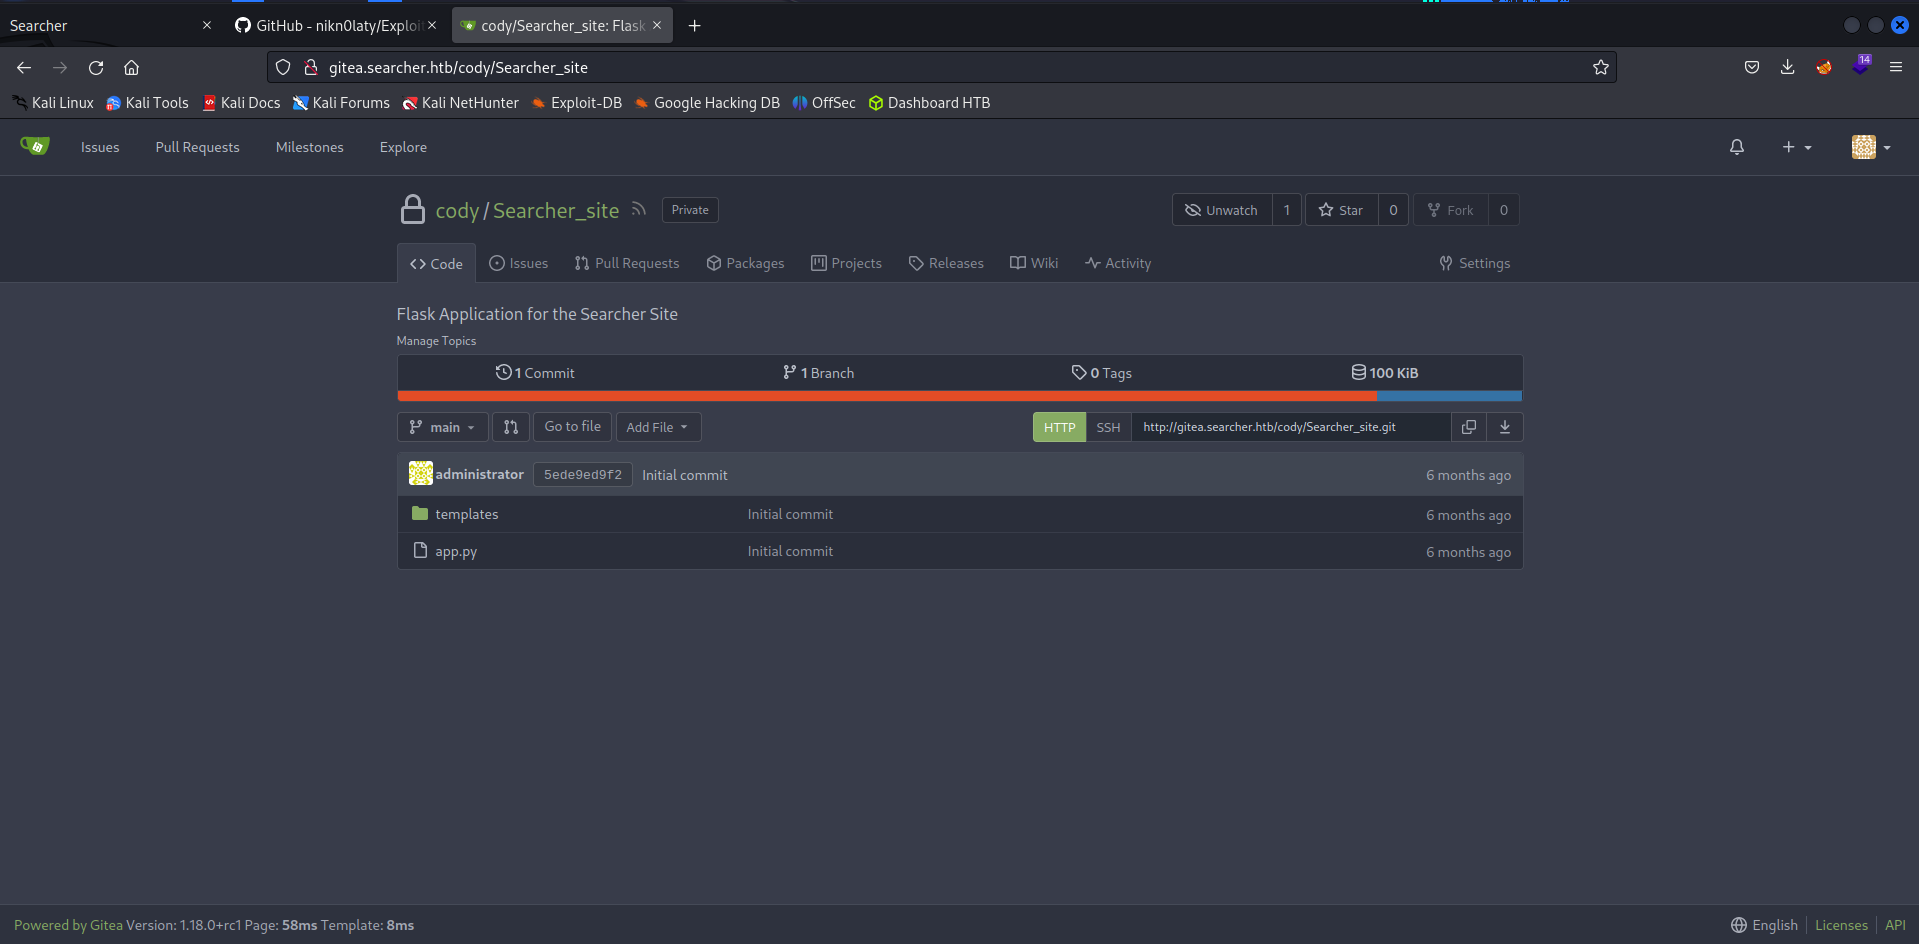 Searcher
GitHub - nikn0laty/Exploi
cody/Searcher_site: Flask
gitea.searcher.htb/cody/Searcher_site
14
Kali Linux Kali Tools Kali Docs Kali Forums Kali NetHunter Exploit-DB Google Hacking DB OffSec Dashboard HTB
Issues Pull Requests Milestones Explore
cody/Searcher_site Private
Unwatch 1 Star 0 Fork 0
Code Issues Pull Requests Packages Projects Releases Wiki Activity Settings
Flask Application for the Searcher Site
Manage Topics
1 Commit 1 Branch 0 Tags 100 KiB
main Go to file Add File HTTP SSH http://gitea.searcher.htb/cody/Searcher_site.git
administrator 5ede9ed9f2 Initial commit 6 months ago
templates Initial commit 6 months ago
app.py Initial commit 6 months ago
Powered by Gitea Version: 1.18.0+rc1 Page: 58ms Template: 8ms
English Licenses API